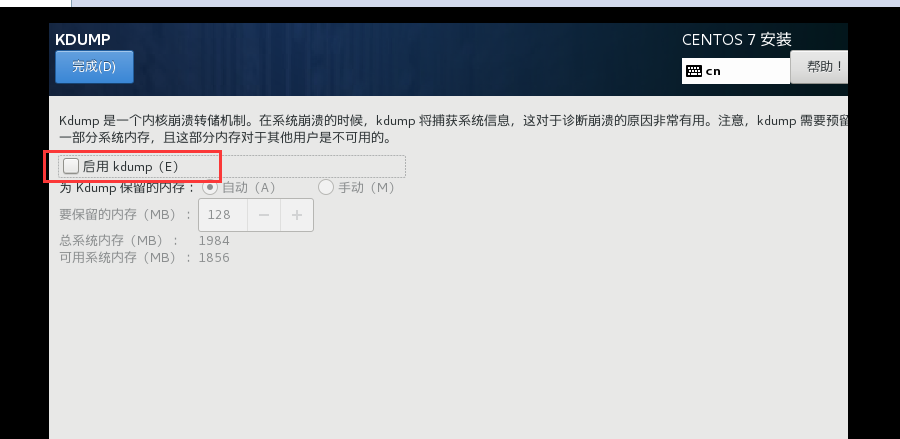 KDUMP
CENTOS 7 安装
完成(D)
cn
帮助！
Kdump 是一个内核崩溃转储机制。在系统崩溃的时候，kdump 将捕获系统信息，这对于诊断崩溃的原因非常有用。注意，kdump 需要预留
一部分系统内存，且这部分内存对于其他用户是不可用的。
启用 kdump（E）
为 Kdump 保留的内存： 自动（A） 手动（M）
要保留的内存（MB）： 128 − +
总系统内存（MB）： 1984
可用系统内存（MB）： 1856